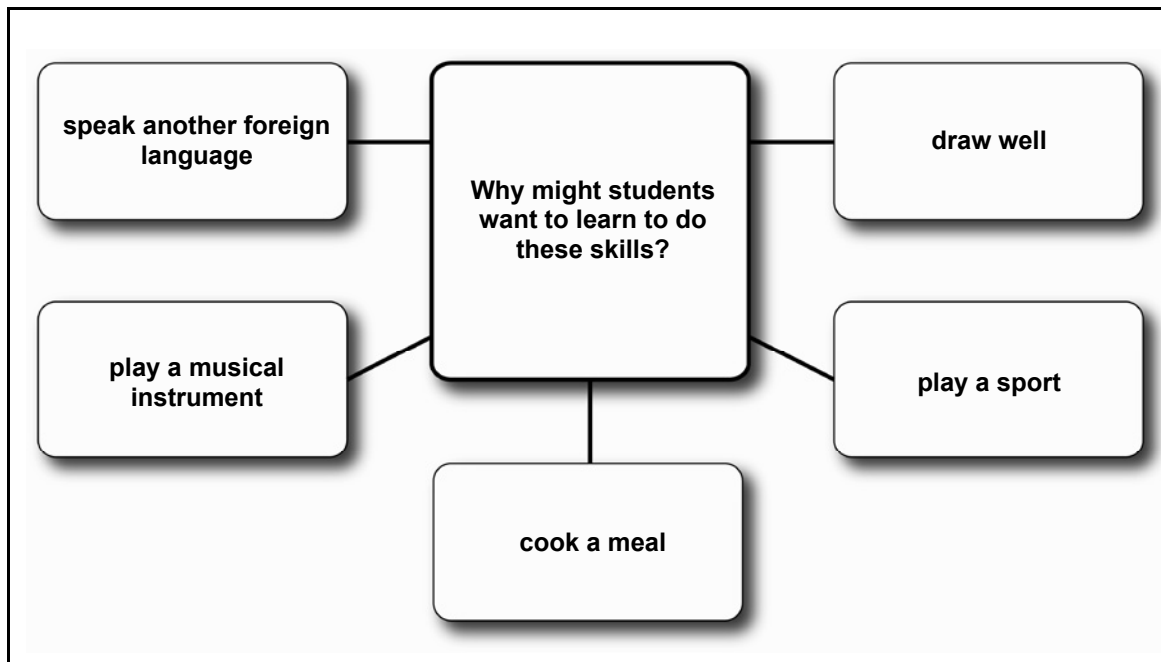 speak another foreign
language
Why might students
want to learn to do
these skills?
draw well
play a musical
instrument
play a sport
cook a meal